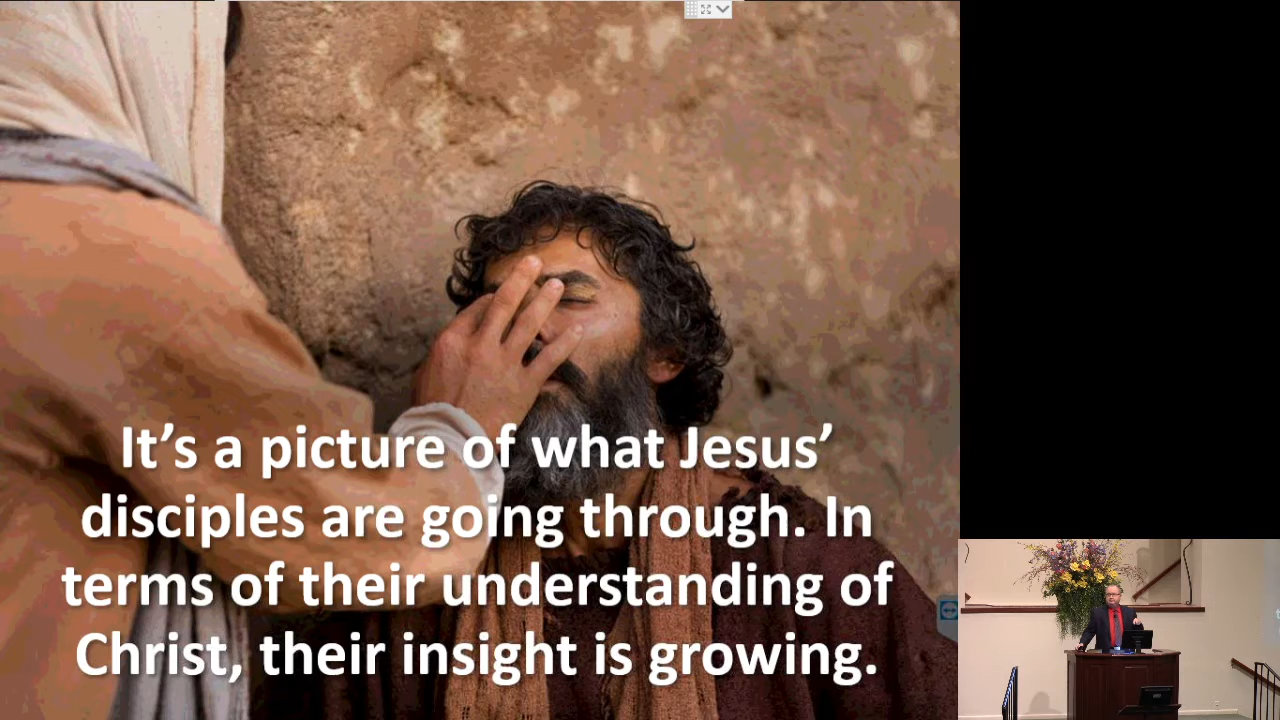 It’s a picture of what Jesus’
disciples are going through. In
terms of their understanding of
Christ, their insight is growing.